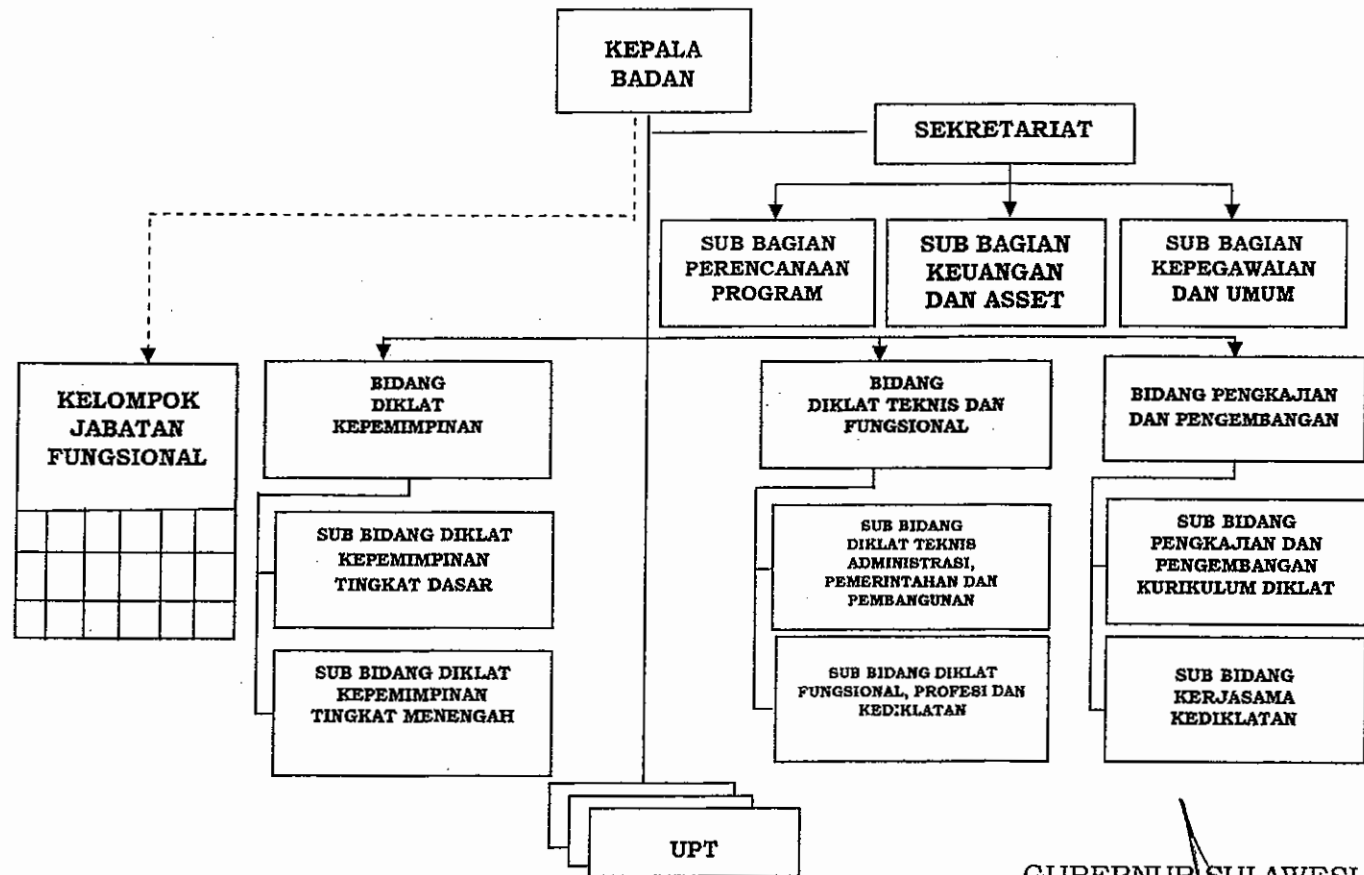 KEPALA
BADAN
SEKRETARIAT
SUB BAGIAN
PERENCANAAN
PROGRAM
SUB BAGIAN
KEUANGAN
DAN ASSET
SUB BAGIAN
KEPEGAWAIAN
DAN UMUM
KELOMPOK
JABATAN
FUNGSIONAL
BIDANG
DIKLAT
KEPEMIMPINAN
BIDANG
DIKLAT TEKNIS DAN
FUNGSIONAL
BIDANG PENGKAJIAN
DAN PENGEMBANGAN
SUB BIDANG DIKLAT
KEPEMIMPINAN
TINGKAT DASAR
SUB BIDANG
DIKLAT TEKNIS
ADMINISTRASI,
PEMERINTAHAN DAN
PEMBANGUNAN
SUB BIDANG
PENGKAJIAN DAN
PENGEMBANGAN
KURIKULUM DIKLAT
SUB BIDANG DIKLAT
KEPEMIMPINAN
TINGKAT MENENGAH
SUB BIDANG DIKLAT
FUNGSIONAL, PROFESI DAN
KEDIKLATAN
SUB BIDANG
KERJASAMA
KEDIKLATAN
UPT
GUBERNUR SULAWESI